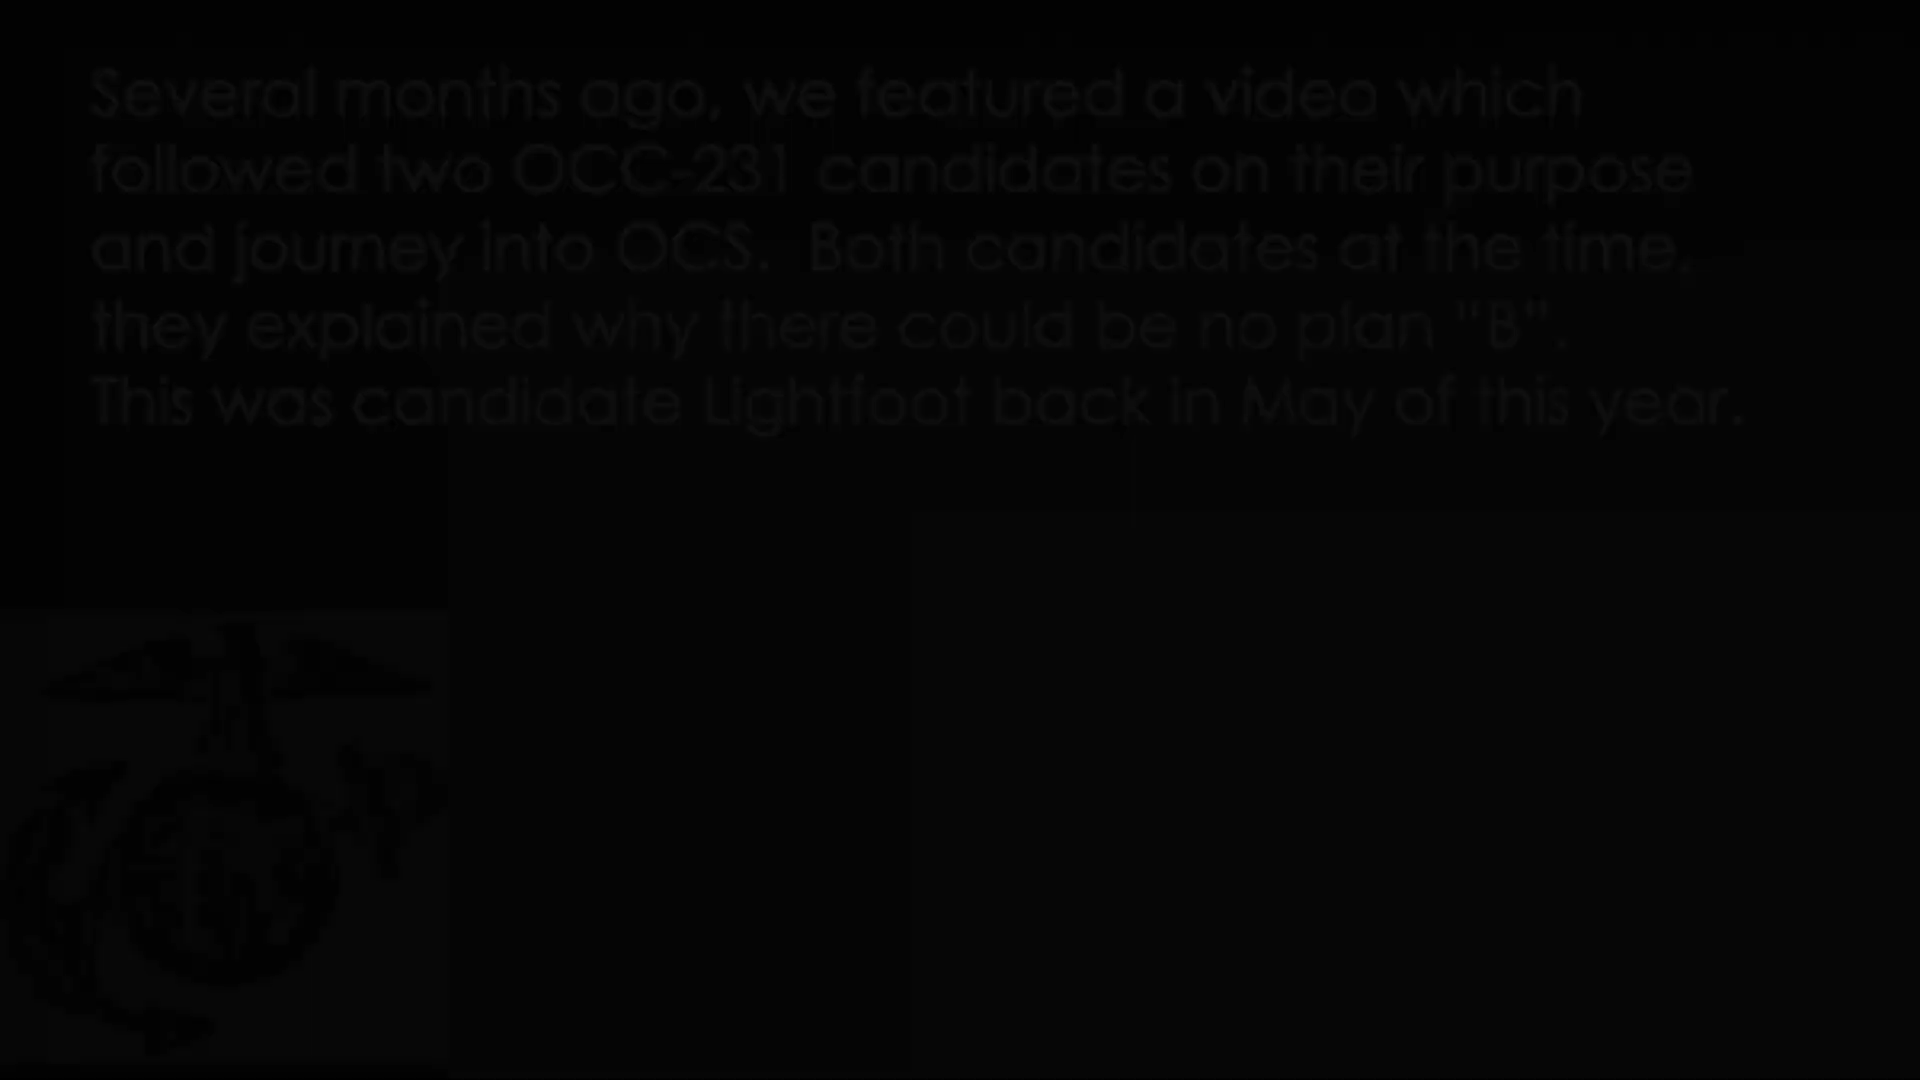 Several months ago, we featured a video which
followed two OCC-231 candidates on their purpose
and journey into OCS.  Both candidates at the time,
they explained why there could be no plan "B".
This was candidate Lightfoot back in May of this year.